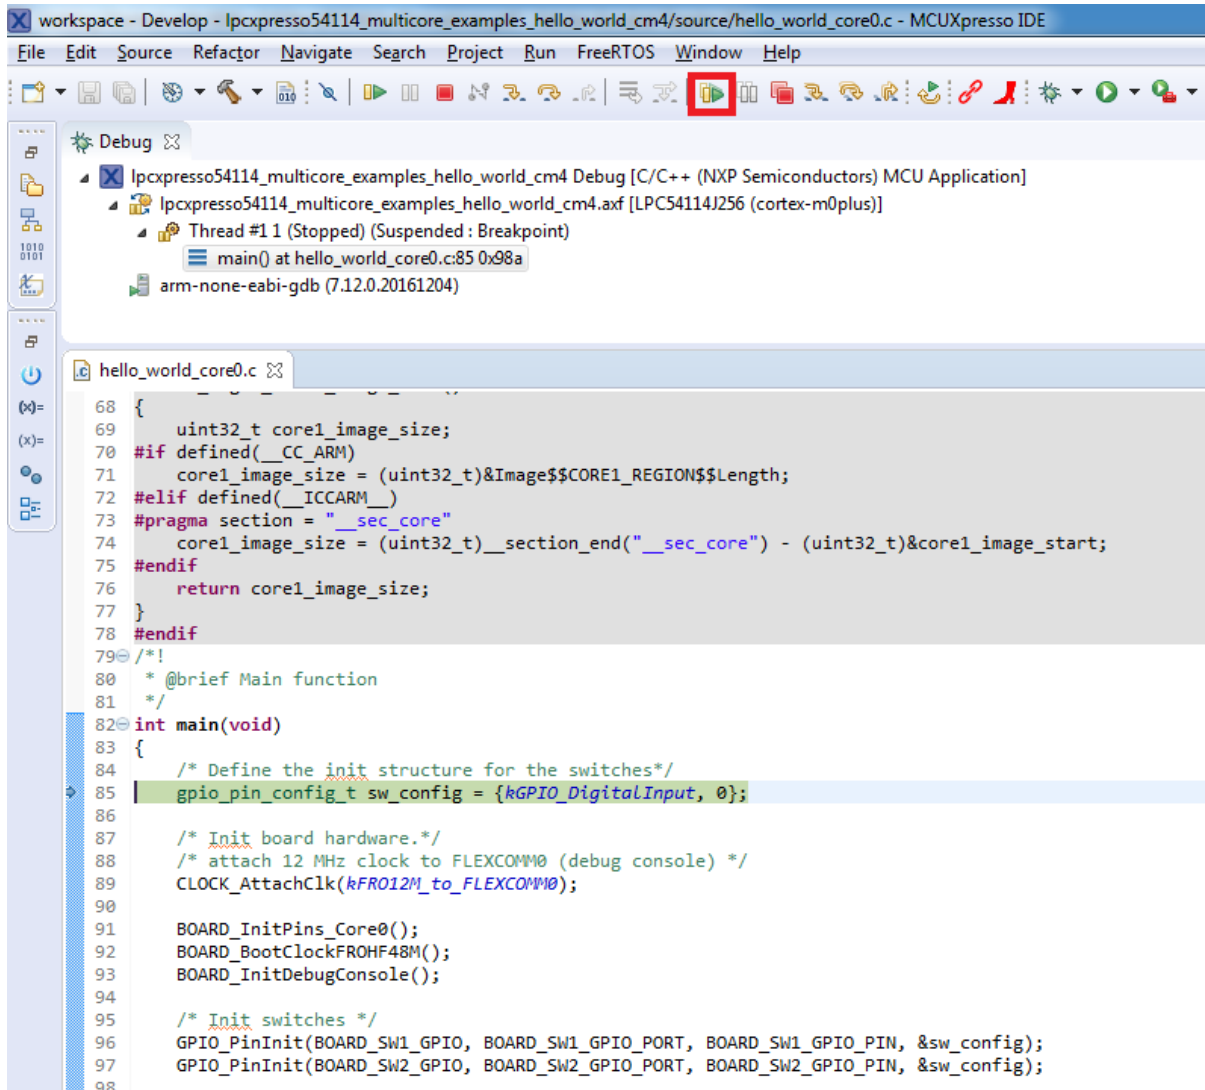 workspace - Develop - lpcxpresso54114_multicore_examples_hello_world_cm4/source/hello_world_core0.c - MCUXpresso IDE
File Edit Source Refactor Navigate Search Project Run FreeRTOS Window Help
Debug
lpcxpresso54114_multicore_examples_hello_world_cm4 Debug [C/C++ (NXP Semiconductors) MCU Application]
lpcxpresso54114_multicore_examples_hello_world_cm4.axf [LPC54114J256 (cortex-m0plus)]
Thread #1 1 (Stopped) (Suspended : Breakpoint)
main() at hello_world_core0.c:85 0x98a
arm-none-eabi-gdb (7.12.0.20161204)
hello_world_core0.c
68 {
69     uint32_t core1_image_size;
70 #if defined(__CC_ARM)
71     core1_image_size = (uint32_t)&Image$$CORE1_REGION$$Length;
72 #elif defined(__ICCARM__)
73 #pragma section = "__sec_core"
74     core1_image_size = (uint32_t)__section_end("__sec_core") - (uint32_t)&core1_image_start;
75 #endif
76     return core1_image_size;
77 }
78 #endif
79 /*!
80  * @brief Main function
81  */
82 int main(void)
83 {
84     /* Define the init structure for the switches*/
85     gpio_pin_config_t sw_config = {kGPIO_DigitalInput, 0};
86
87     /* Init board hardware.*/
88     /* attach 12 MHz clock to FLEXCOMM0 (debug console) */
89     CLOCK_AttachClk(kFRO12M_to_FLEXCOMM0);
90
91     BOARD_InitPins_Core0();
92     BOARD_BootClockFROHF48M();
93     BOARD_InitDebugConsole();
94
95     /* Init switches */
96     GPIO_PinInit(BOARD_SW1_GPIO, BOARD_SW1_GPIO_PORT, BOARD_SW1_GPIO_PIN, &sw_config);
97     GPIO_PinInit(BOARD_SW2_GPIO, BOARD_SW2_GPIO_PORT, BOARD_SW2_GPIO_PIN, &sw_config);
98